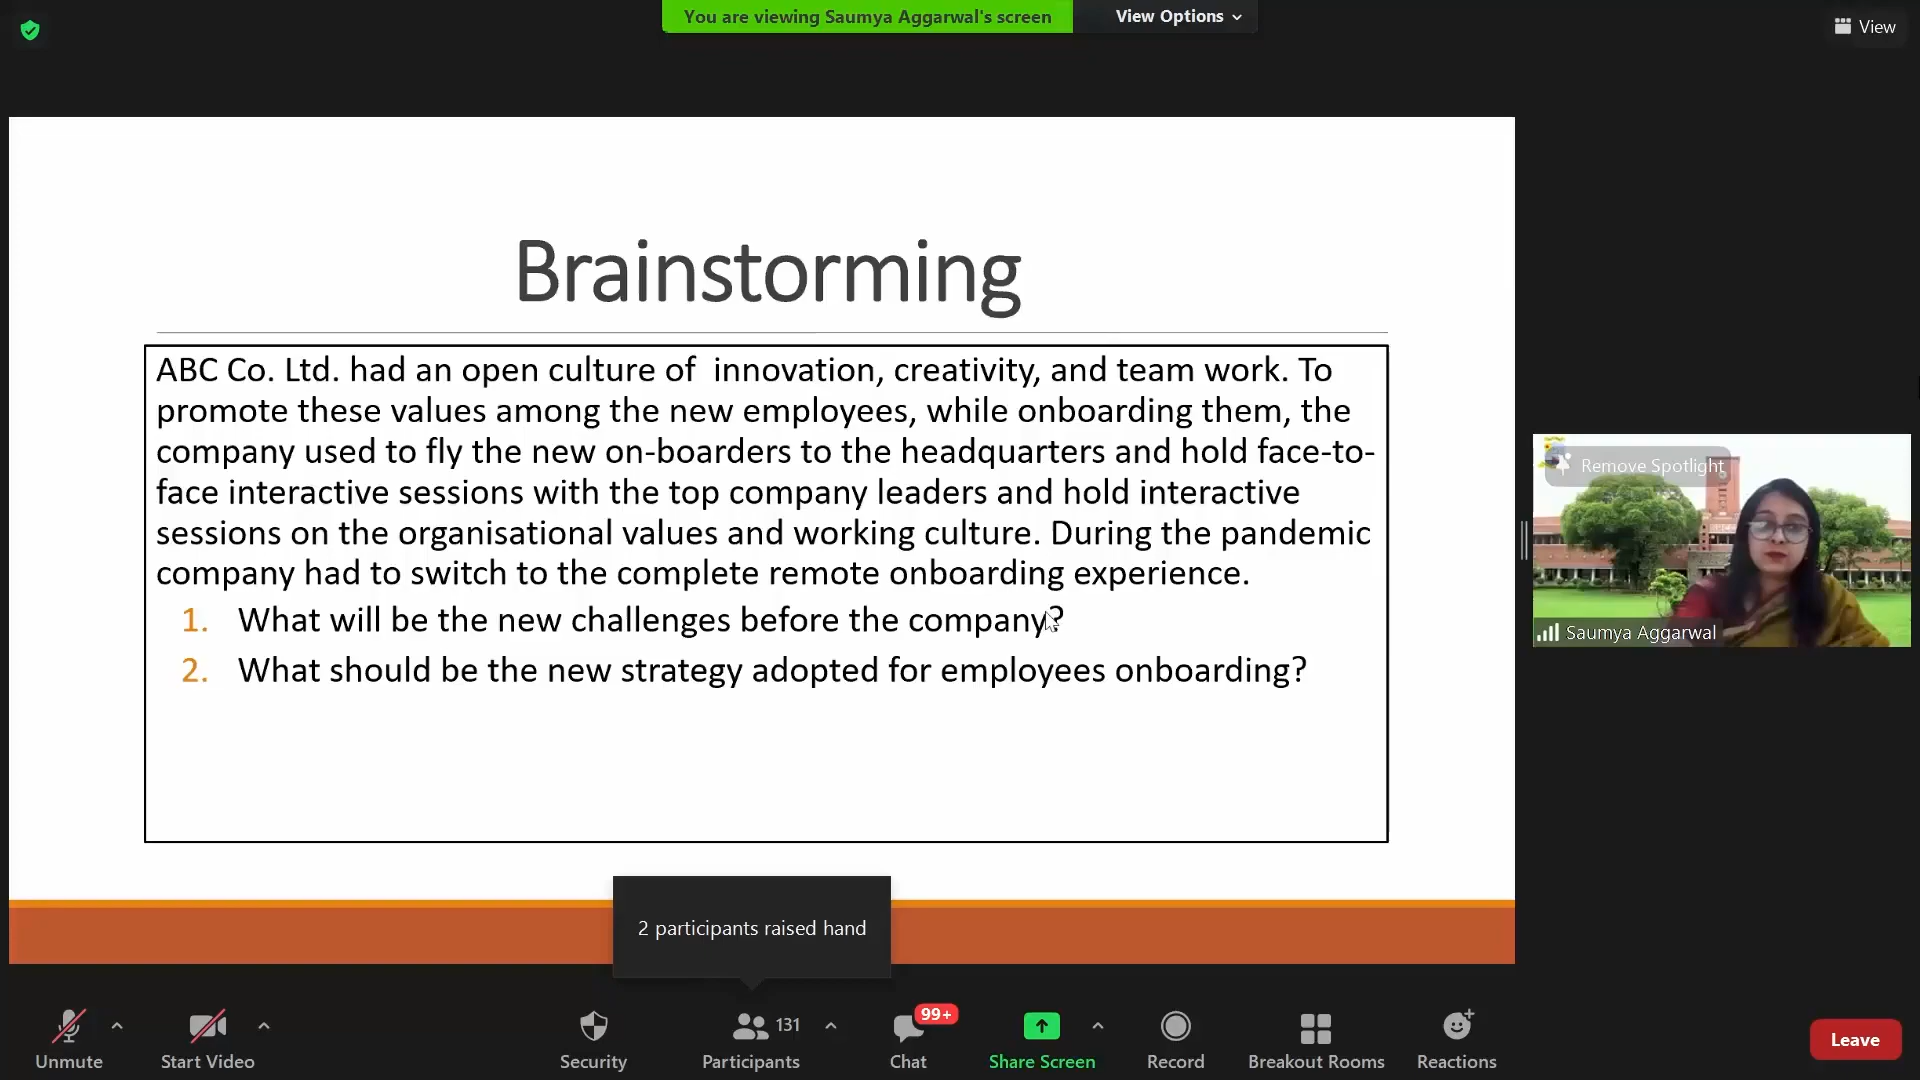 You are viewing Saumya Aggarwal's screen
View Options
View
Brainstorming
ABC Co. Ltd. had an open culture of innovation, creativity, and team work. To
promote these values among the new employees, while onboarding them, the
company used to fly the new on-boarders to the headquarters and hold face-to-
face interactive sessions with the top company leaders and hold interactive
sessions on the organisational values and working culture. During the pandemic
company had to switch to the complete remote onboarding experience.
1. What will be the new challenges before the company?
2. What should be the new strategy adopted for employees onboarding?
Remove Spotlight
Saumya Aggarwal
2 participants raised hand
131
99+
Unmute
Start Video
Security
Participants
Chat
Share Screen
Record
Breakout Rooms
Reactions
Leave